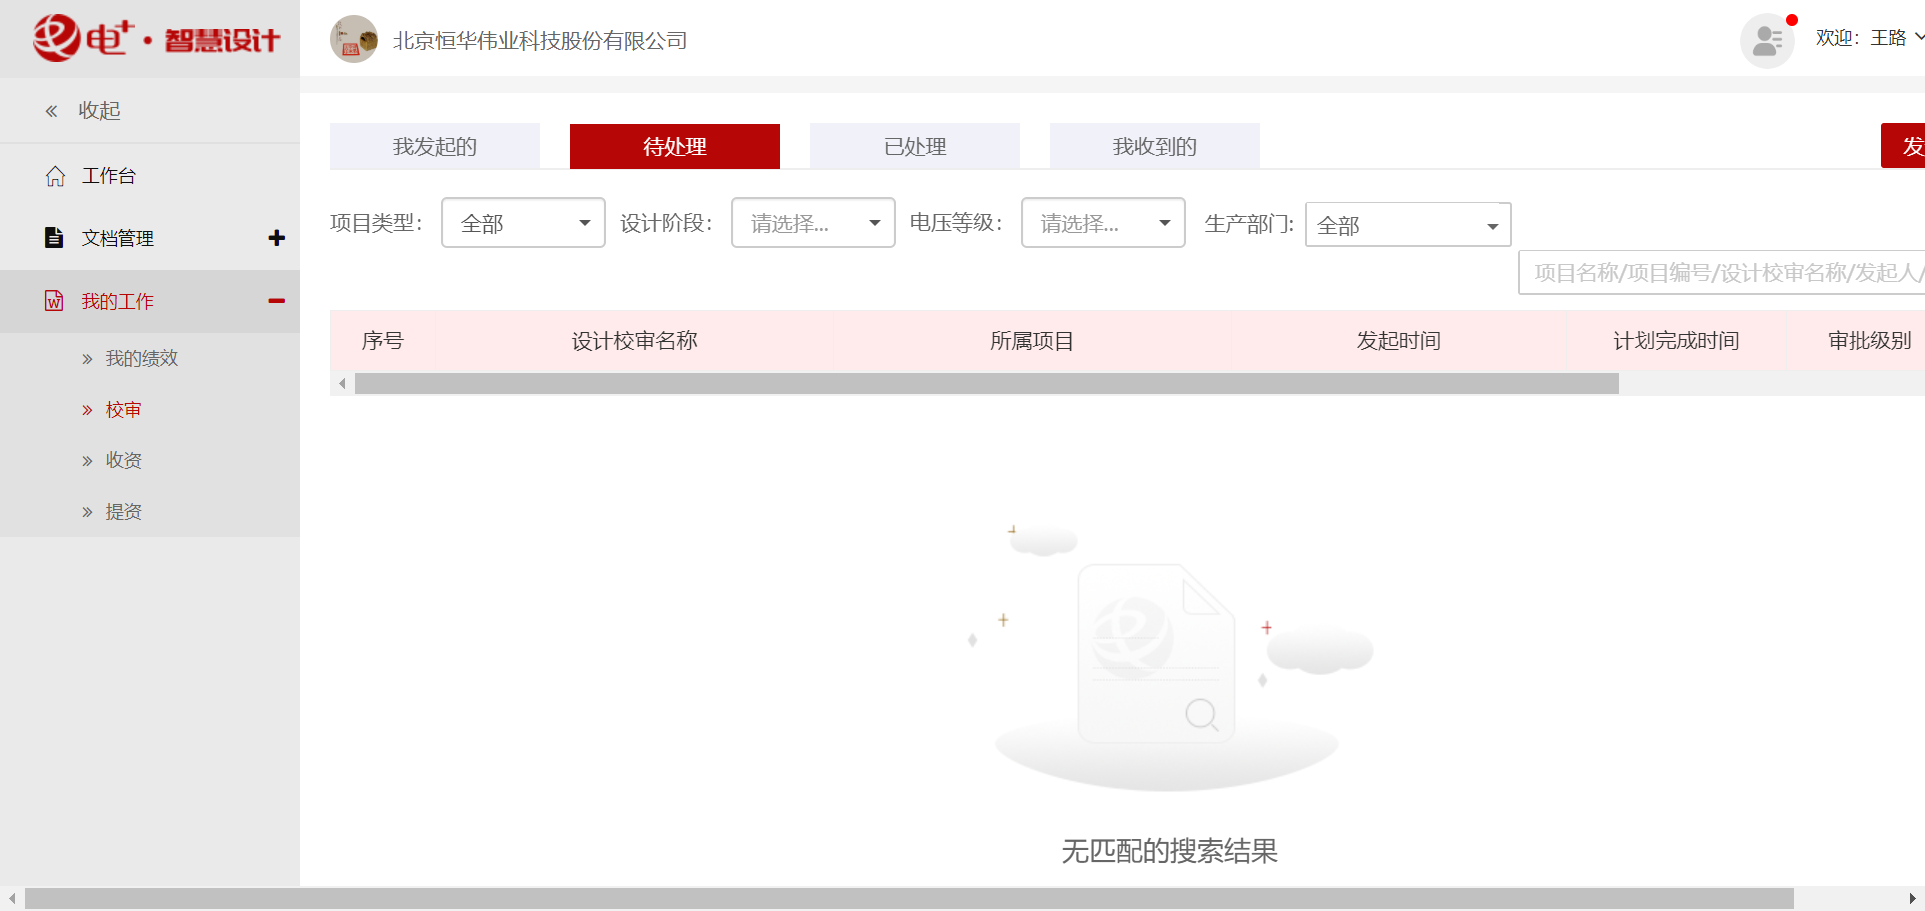 电+·智慧设计
北京恒华伟业科技股份有限公司
欢迎：王路
收起
工作台
文档管理
我的工作
我的绩效
校审
收资
提资
我发起的 待处理 已处理 我收到的 发
项目类型： 全部 设计阶段： 请选择... 电压等级： 请选择... 生产部门: 全部
项目名称/项目编号/设计校审名称/发起人/
序号 设计校审名称 所属项目 发起时间 计划完成时间 审批级别
无匹配的搜索结果